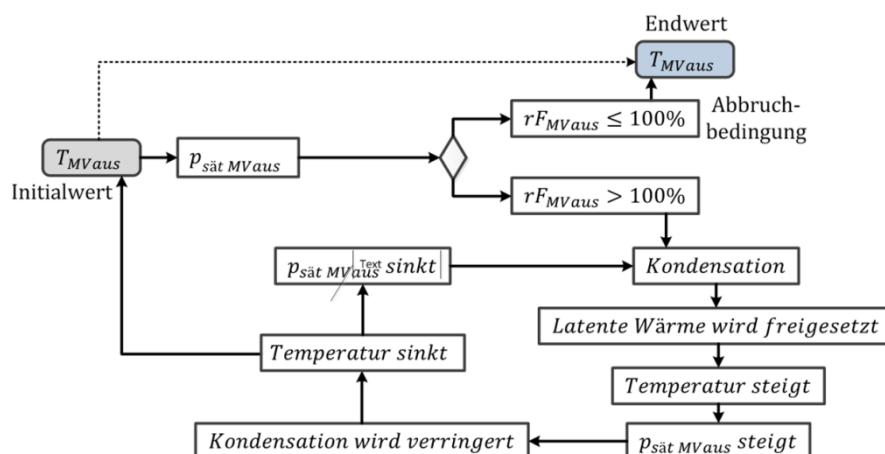 Endwert
T_MVaus
Abbruch-
bedingung
rF_MVaus ≤ 100%
T_MVaus
Initialwert
p_sät MVaus
rF_MVaus > 100%
p_sät MVaus sinkt
Text
Kondensation
Latente Wärme wird freigesetzt
Temperatur sinkt
Temperatur steigt
Kondensation wird verringert
p_sät MVaus steigt